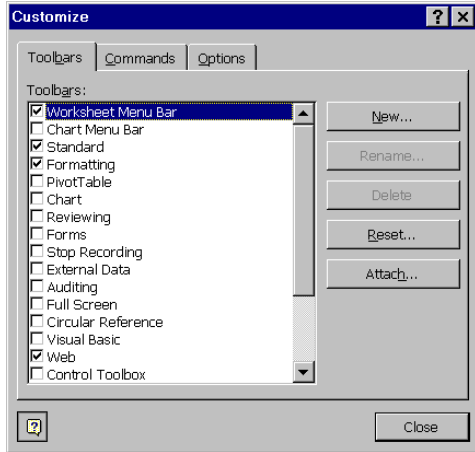 Customize
Toolbars Commands Options
Toolbars:
Worksheet Menu Bar
Chart Menu Bar
Standard
Formatting
PivotTable
Chart
Reviewing
Forms
Stop Recording
External Data
Auditing
Full Screen
Circular Reference
Visual Basic
Web
Control Toolbox
New...
Rename...
Delete
Reset...
Attach...
Close